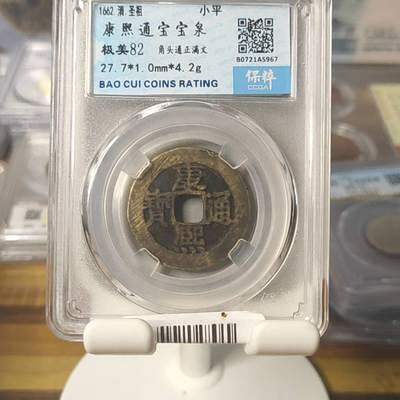 1662 清 圣祖 小平
康熙通宝宝泉
极美82 角头通正满文
27.7*1.0mm*4.2g
BAO CUI COINS RATING
80721A5967
保粹
CCGA
康熙通寶